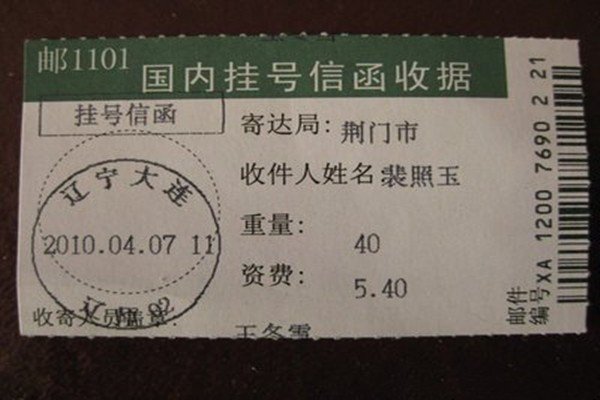 邮1101
国内挂号信函收据
挂号信函
寄达局:荆门市
收件人姓名:裴照玉
重量: 40
资费: 5.40
辽宁大连
2010.04.07 11
收寄人员盖章:
邮件
编号 XA 1200 7690 2 21